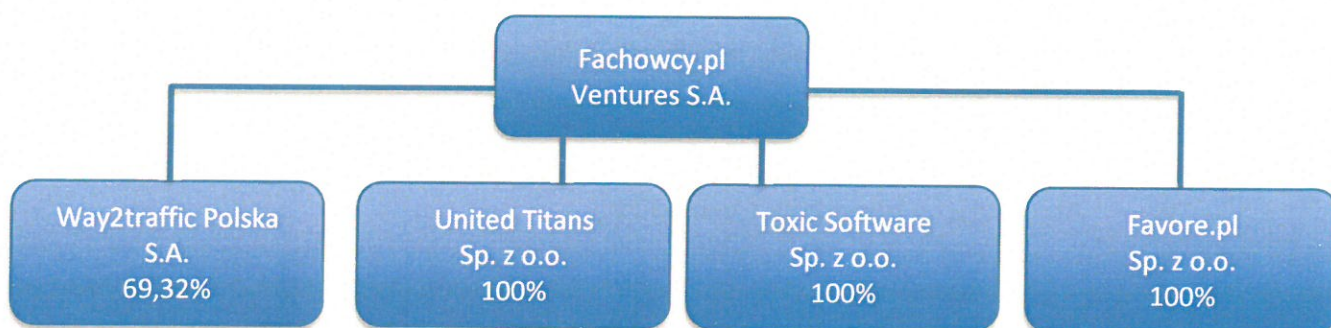 Fachowcy.pl
Ventures S.A.
Way2traffic Polska
S.A.
69,32%
United Titans
Sp. z o.o.
100%
Toxic Software
Sp. z o.o.
100%
Favore.pl
Sp. z o.o.
100%